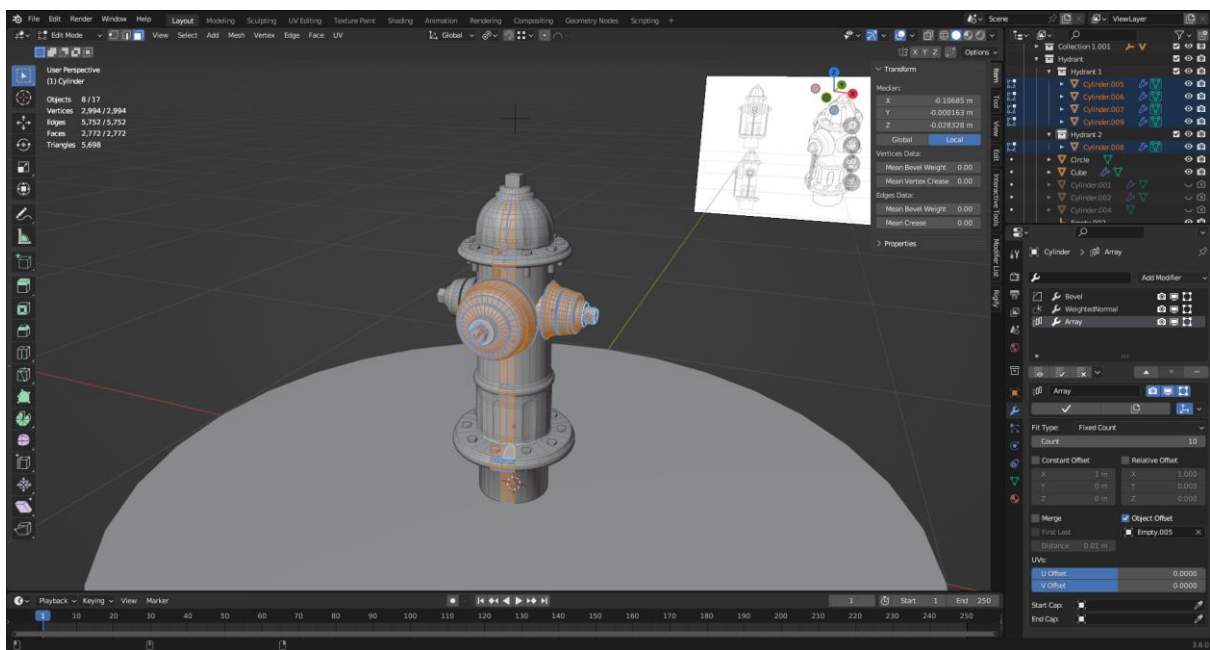 File Edit Render Window Help Layout Modeling Sculpting UV Editing Texture Paint Shading Animation Rendering Compositing Geometry Nodes Scripting + Scene ViewLayer
Edit Mode View Select Add Mesh Vertex Edge Face UV Global
X Y Z Options
User Perspective
(1) Cylinder
Objects 8/17
Vertices 2,994/2,994
Edges 5,752/5,752
Faces 2,772/2,772
Triangles 5,698
Transform
Median:
X -0.10685 m
Y -0.000163 m
Z -0.028328 m
Global Local
Vertices Data:
Mean Bevel Weight 0.00
Mean Vertex Crease 0.00
Edges Data:
Mean Bevel Weight 0.00
Mean Crease 0.00
Properties
Item
Tool
View
Edit
Interactive Tools
Modifier List
Rigify
Collection 1.001
Hydrant
Hydrant 1
Cylinder.005
Cylinder.006
Cylinder.007
Cylinder.009
Hydrant 2
Cylinder.008
Circle
Cube
Cylinder.001
Cylinder.002
Cylinder.004
Empty.002
Cylinder > Array
Add Modifier
Bevel
WeightedNormal
Array
Array
Fit Type: Fixed Count
Count 10
Constant Offset Relative Offset
X 1 m X 1.000
Y 0 m Y 0.000
Z 0 m Z 0.000
Merge Object Offset
First Last Empty.005
Distance 0.01 m
UVs:
U Offset 0.0000
V Offset 0.0000
Start Cap:
End Cap:
Playback Keying View Marker 1 Start 1 End 250
1 10 20 30 40 50 60 70 80 90 100 110 120 130 140 150 160 170 180 190 200 210 220 230 240 250
3.6.0